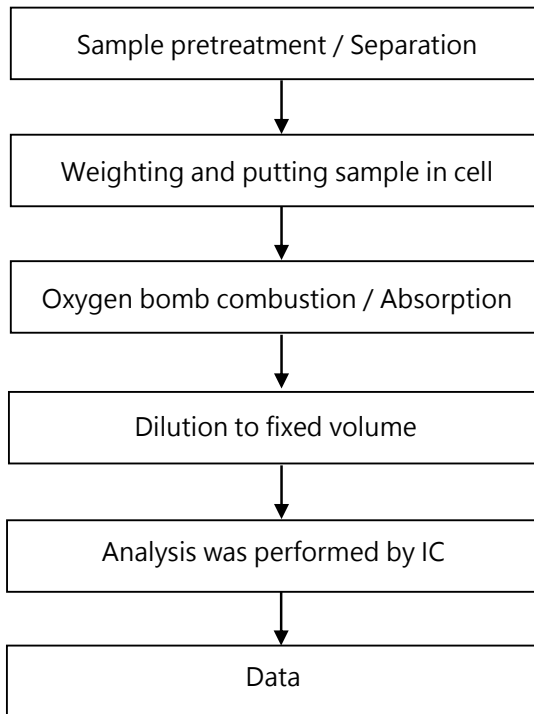 Sample pretreatment / Separation
Weighting and putting sample in cell
Oxygen bomb combustion / Absorption
Dilution to fixed volume
Analysis was performed by IC
Data